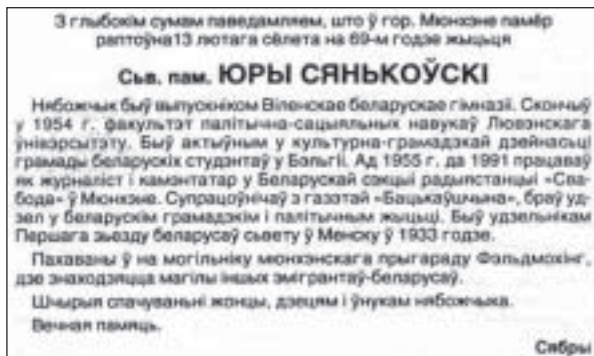 З глыбокім сумам паведамляем, што ў гор. Мюнхэне памёр
раптоўна13 лютага сёлета на 69-м годзе жыцьця
Сьв. пам. ЮРЫ СЯНЬКОЎСКІ
Нябожчык быў выпускніком Віленскае беларускае гімназіі. Скончыў
у 1954 г. факультэт палітычна-сацыяльных навукаў Лювэнскага
ўнівэрсытэту. Быў актыўным у культурна-грамадзкай дзейнасьці
грамады беларускіх студэнтаў у Бэльгіі. Ад 1955 г. да 1991 працаваў
як журналіст і камэнтатар у Беларускай сэкцыі радыястанцыі «Сва-
бода» ў Мюнхэне. Супрацоўнічаў з газэтай «Бацькаўшчына», браў уд-
зел у беларускім грамадзкім і палітычным жыцьці. Быў удзельнікам
Першага зьезду беларусаў сьвету ў Менску ў 1933 годзе.
Пахаваны ў на могільніку мюнхэнскага прыгараду Фэльдмохінг,
дзе знаходзяцца магілы іншых эмігрантаў-беларусаў.
Шчырыя спачуваньні жонцы, дзецям і ўнукам нябожчыка.
Вечная памяць.
Сябры